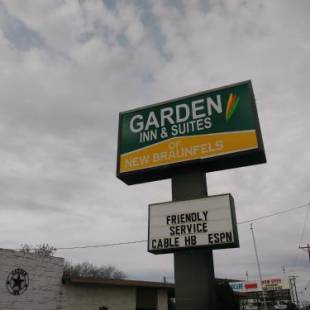 GARDEN
INN & SUITES
OF
NEW BRAUNFELS
FRIENDLY
SERVICE
CABLE HB ESPN